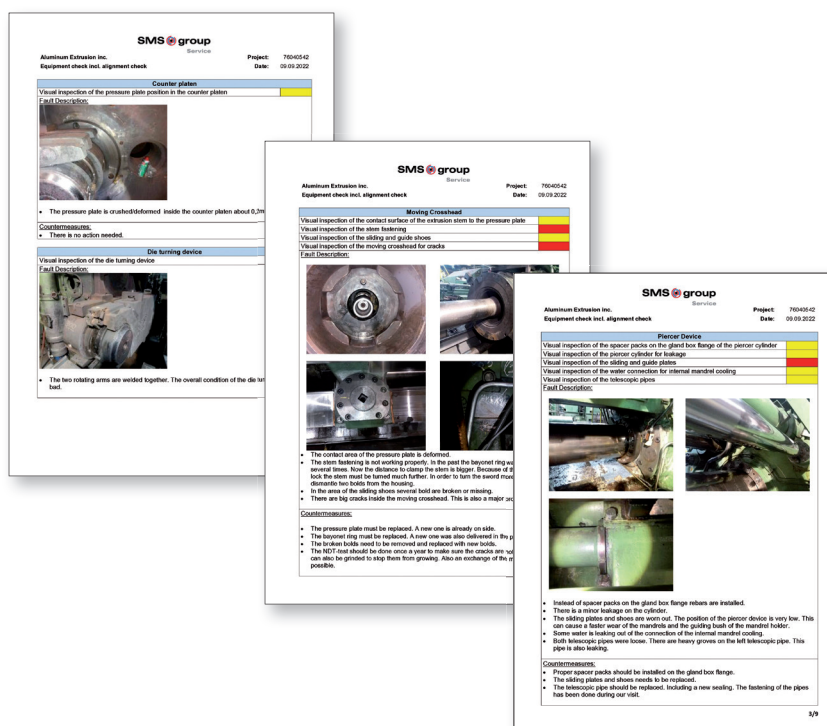 SMS group
Service
Aluminum Extrusion inc. Project: 76040542
Equipment check incl. alignment check Date: 09.09.2022
Counter platen
Visual inspection of the pressure plate position in the counter platen
Fault Description:
• The pressure plate is crushed/deformed inside the counter platen about 0,2m
Countermeasures:
• There is no action needed.
Die turning device
Visual inspection of the die turning device
Fault Description:
• The two rotating arms are welded together. The overall condition of the die
bad.
SMS group
Service
Aluminum Extrusion inc. Project: 76040542
Equipment check incl. alignment check Date: 09.09.2022
Moving Crosshead
Visual inspection of the contact surface of the extrusion stem to the pressure plate
Visual inspection of the stem fastening
Visual inspection of the sliding and guide shoes
Visual inspection of the moving crosshead for cracks
Fault Description:
• The contact area of the pressure plate is deformed.
• The stem fastening is not working properly. In the past the bayonet ring
several times. Now the distance to clamp the stem is bigger. Because of
lock the stem must be turned much further. In order to turn the sword
dismantle two bolts from the housing.
• In the area of the sliding shoes several bold are broken or missing.
• There are big cracks inside the moving crosshead. This is also a major
Countermeasures:
• The pressure plate must be replaced. A new one is already on side.
• The bayonet ring must be replaced. A new one was also delivered in the
• The broken bolds need to be removed and replaced with new bolds.
• The NDT-test should be done once a year to make sure the cracks are
can also be grinded to stop them from growing. Also an exchange of the
possible.
SMS group
Service
Aluminum Extrusion inc. Project: 76040542
Equipment check incl. alignment check Date: 09.09.2022
Piercer Device
Visual inspection of the spacer packs on the gland box flange of the piercer cylinder
Visual inspection of the piercer cylinder for leakage
Visual inspection of the sliding and guide plates
Visual inspection of the water connection for internal mandrel cooling
Visual inspection of the telescopic pipes
Fault Description:
• Instead of spacer packs on the gland box flange rebars are installed.
• There is a minor leakage on the cylinder.
• The sliding plates and shoes are worn out. The position of the piercer device is very low. This
can cause a faster wear of the mandrels and the guiding bush of the mandrel holder.
• Some water is leaking out of the connection of the internal mandrel cooling.
• Both telescopic pipes were loose. There are heavy groves on the left telescopic pipe. This
pipe is also leaking.
Countermeasures:
• Proper spacer packs should be installed on the gland box flange.
• The sliding plates and shoes needs to be replaced.
• The telescopic pipe should be replaced. Including a new sealing. The fastening of the pipes
has been done during our visit.
3/9